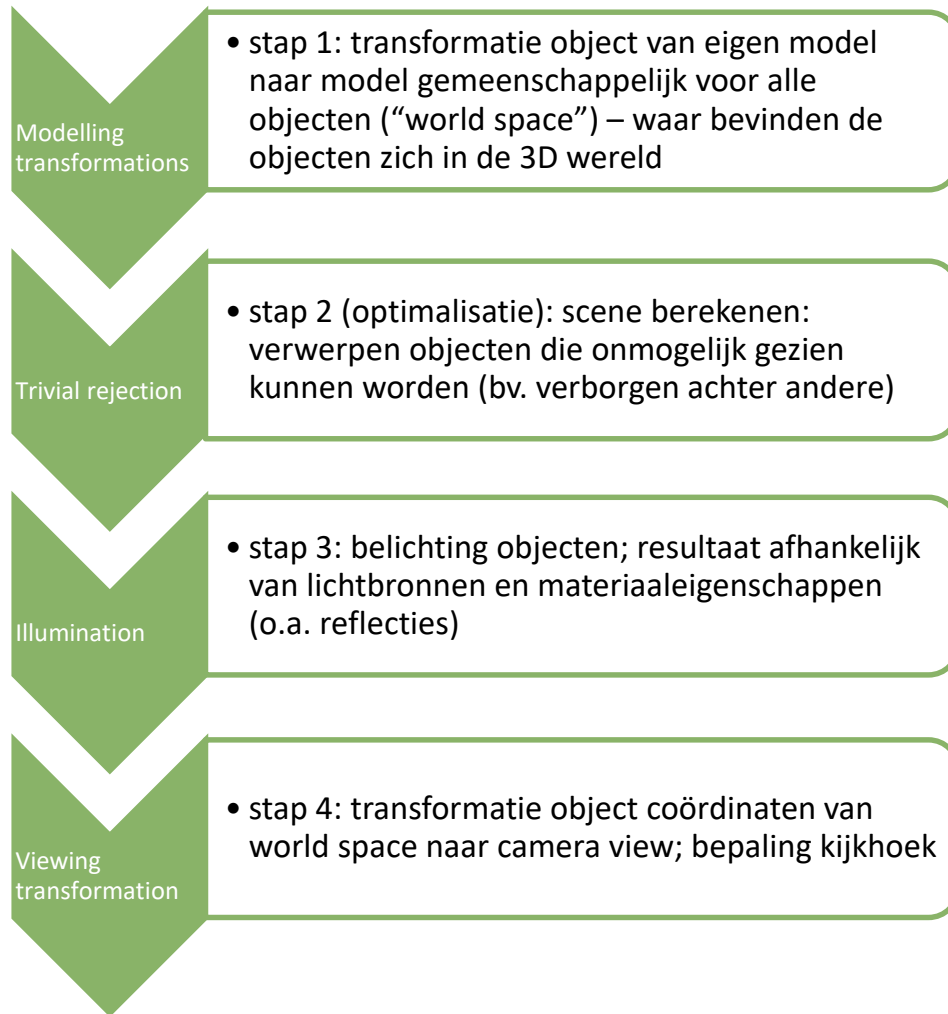 Modelling
transformations
• stap 1: transformatie object van eigen model
naar model gemeenschappelijk voor alle
objecten (“world space”) – waar bevinden de
objecten zich in de 3D wereld
Trivial rejection
• stap 2 (optimalisatie): scene berekenen:
verwerpen objecten die onmogelijk gezien
kunnen worden (bv. verborgen achter andere)
Illumination
• stap 3: belichting objecten; resultaat afhankelijk
van lichtbronnen en materiaaleigenschappen
(o.a. reflecties)
Viewing
transformation
• stap 4: transformatie object coördinaten van
world space naar camera view; bepaling kijkhoek